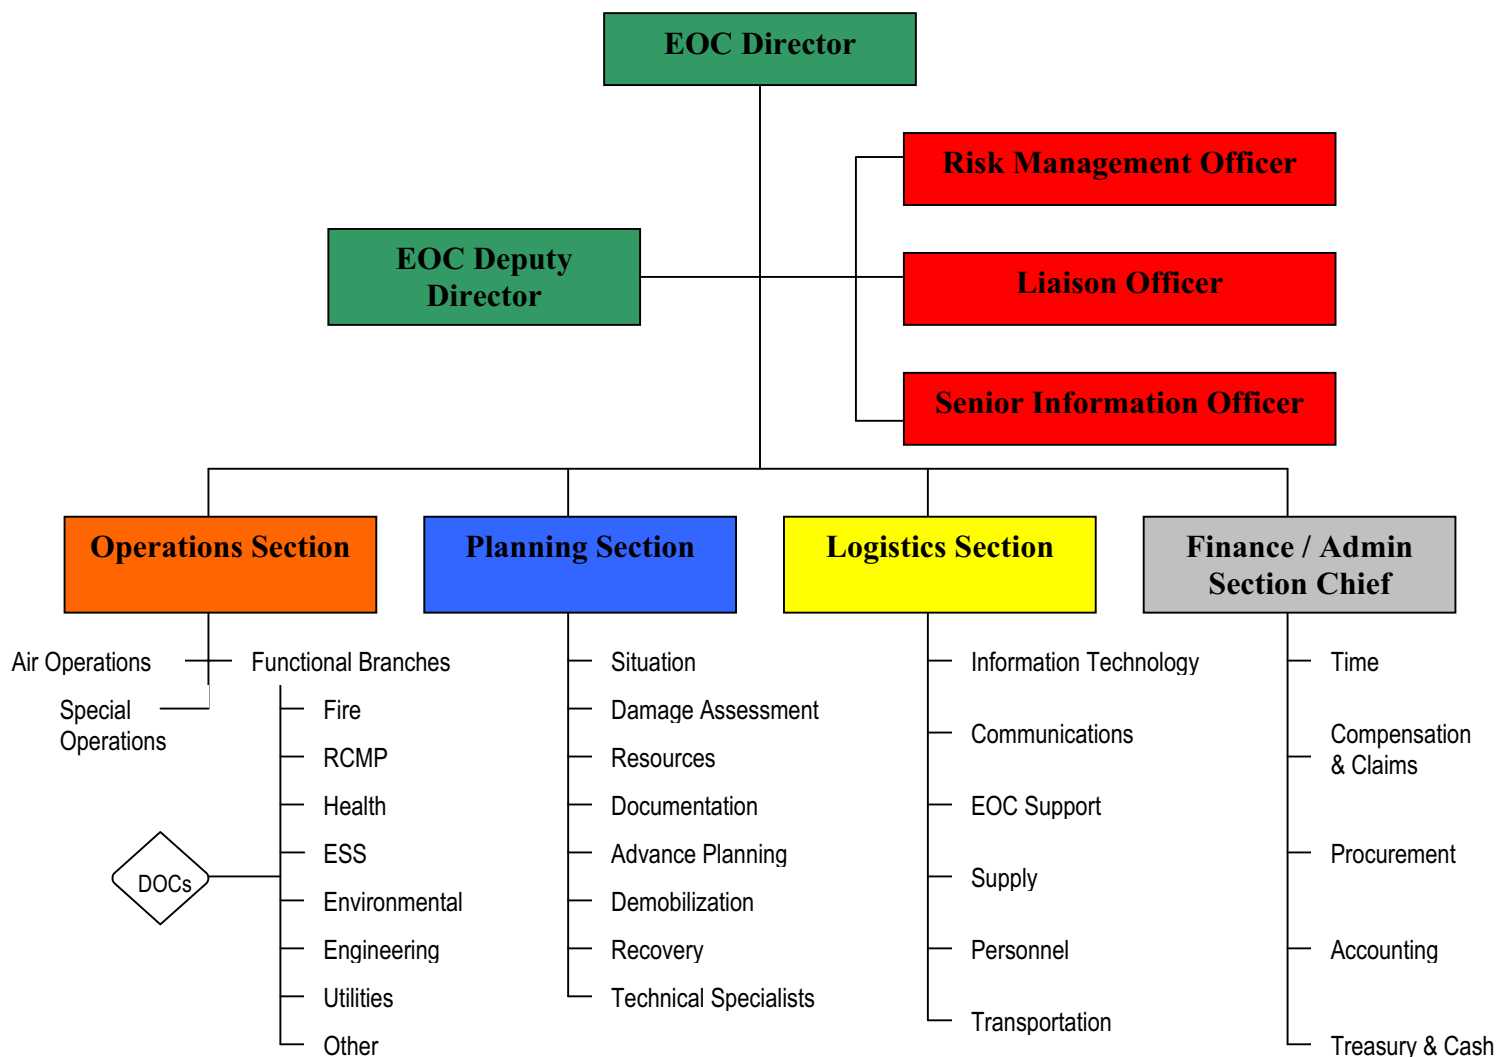 EOC Director
Risk Management Officer
EOC Deputy
Director
Liaison Officer
Senior Information Officer
Operations Section
Planning Section
Logistics Section
Finance / Admin
Section Chief
Air Operations
Functional Branches
Special
Operations
Fire
RCMP
Health
ESS
DOCs
Environmental
Engineering
Utilities
Other
Situation
Damage Assessment
Resources
Documentation
Advance Planning
Demobilization
Recovery
Technical Specialists
Information Technology
Communications
EOC Support
Supply
Personnel
Transportation
Time
Compensation
& Claims
Procurement
Accounting
Treasury & Cash